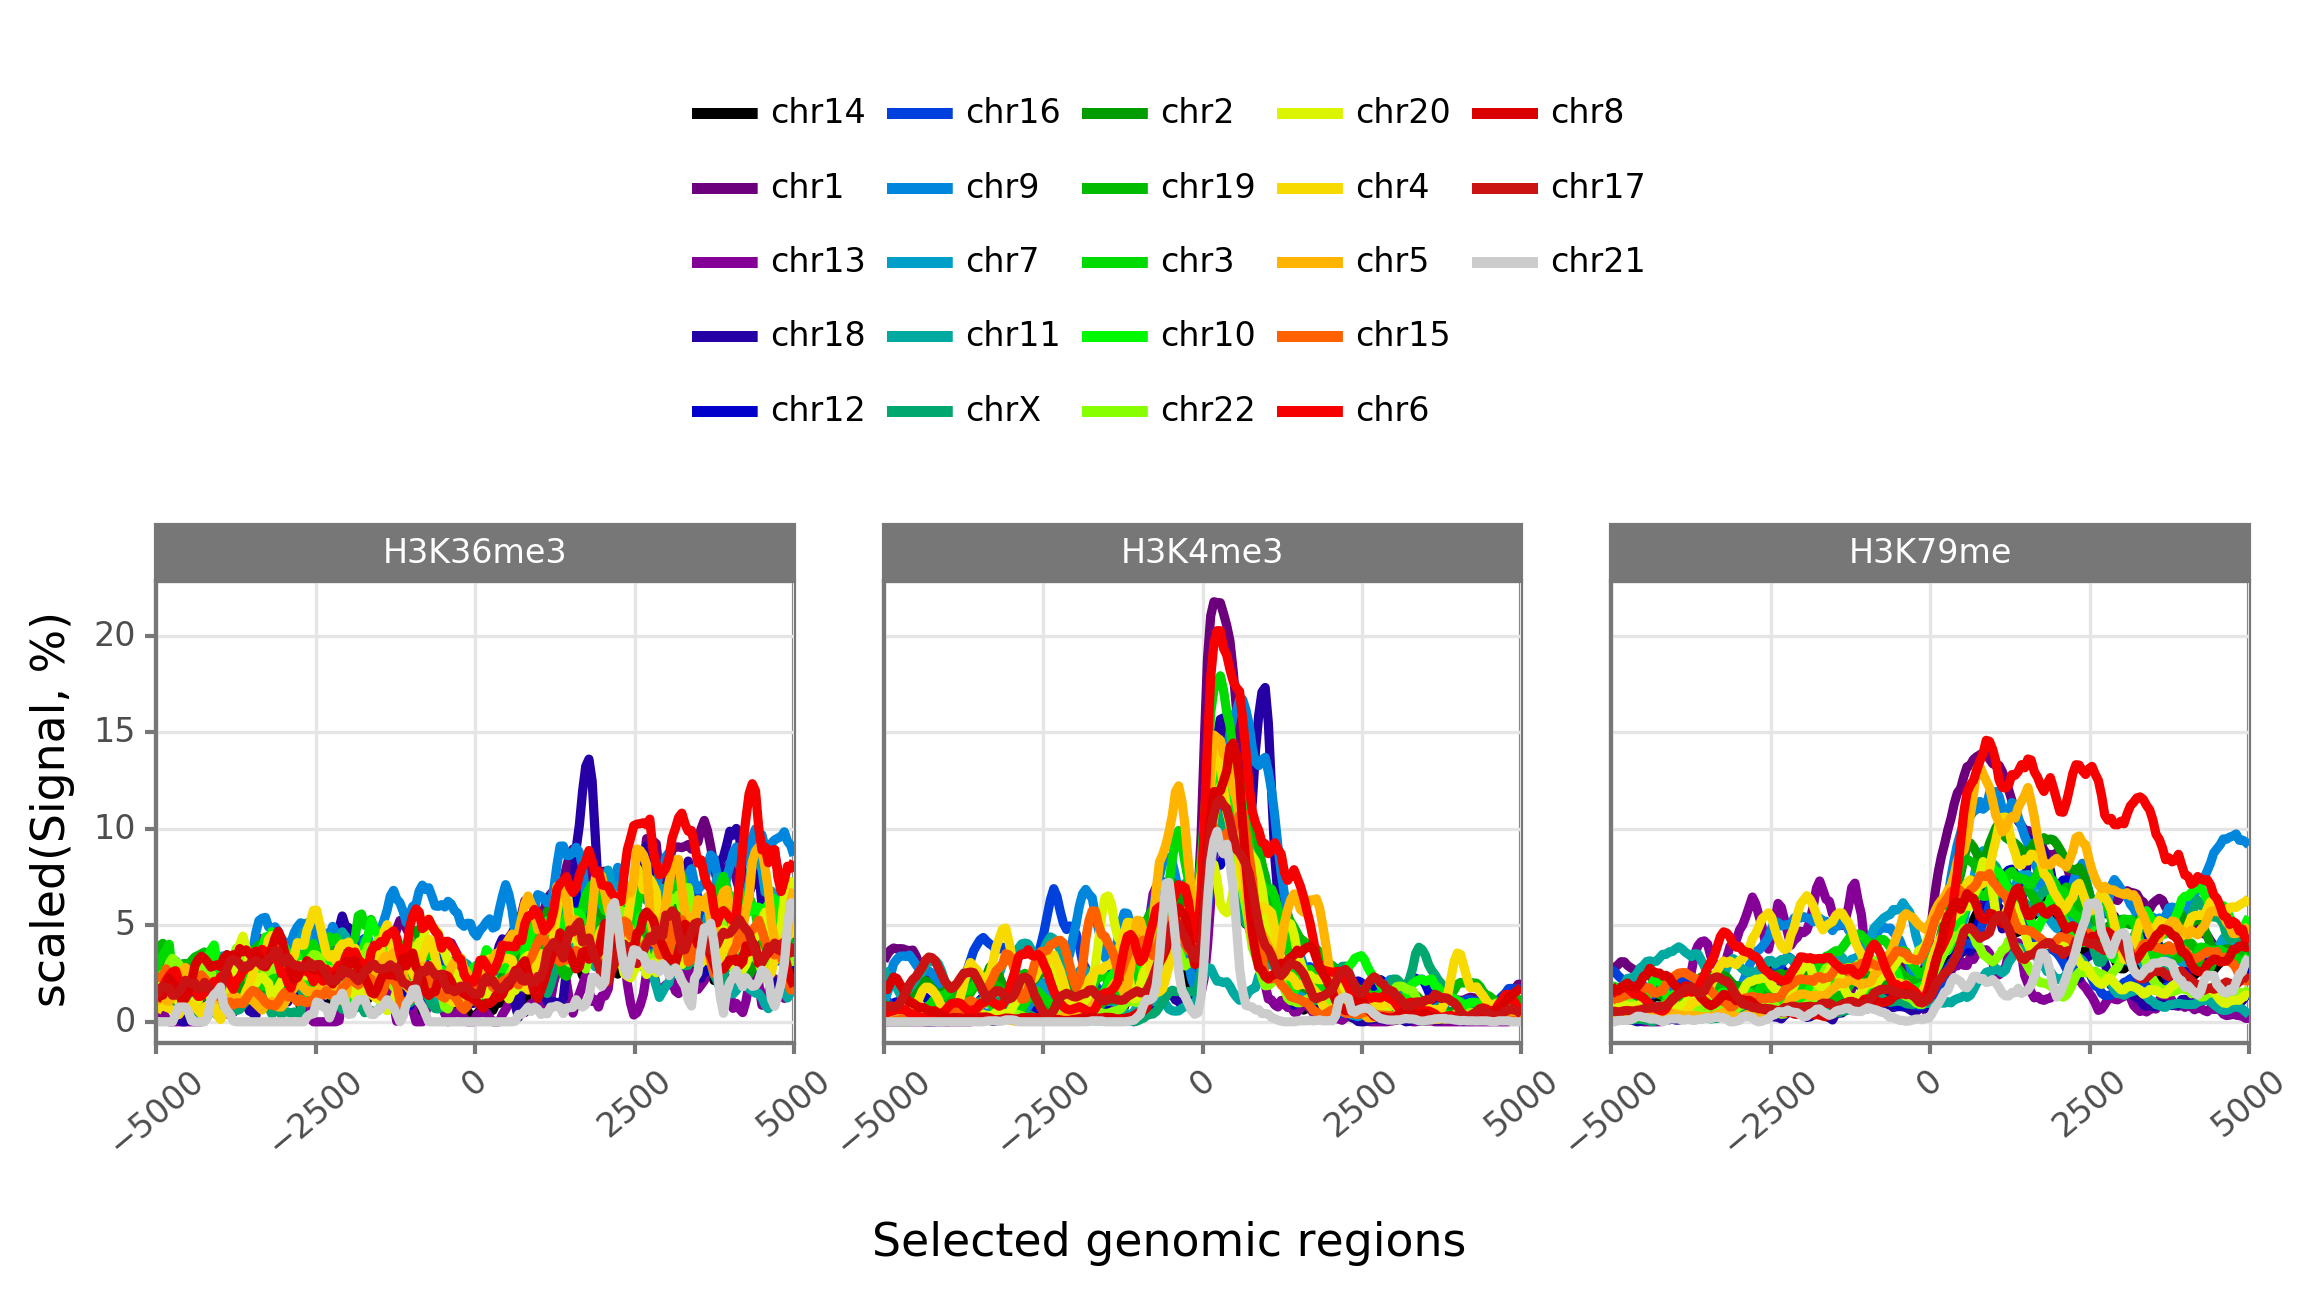 chr14 chr16 chr2 chr20 chr8
chr1 chr9 chr19 chr4 chr17
chr13 chr7 chr3 chr5 chr21
chr18 chr11 chr10 chr15
chr12 chrX chr22 chr6
H3K36me3 H3K4me3 H3K79me
scaled(Signal, %)
20
15
10
5
0
−5000 −2500 0 2500 5000 −5000 −2500 0 2500 5000 −5000 −2500 0 2500 5000
Selected genomic regions